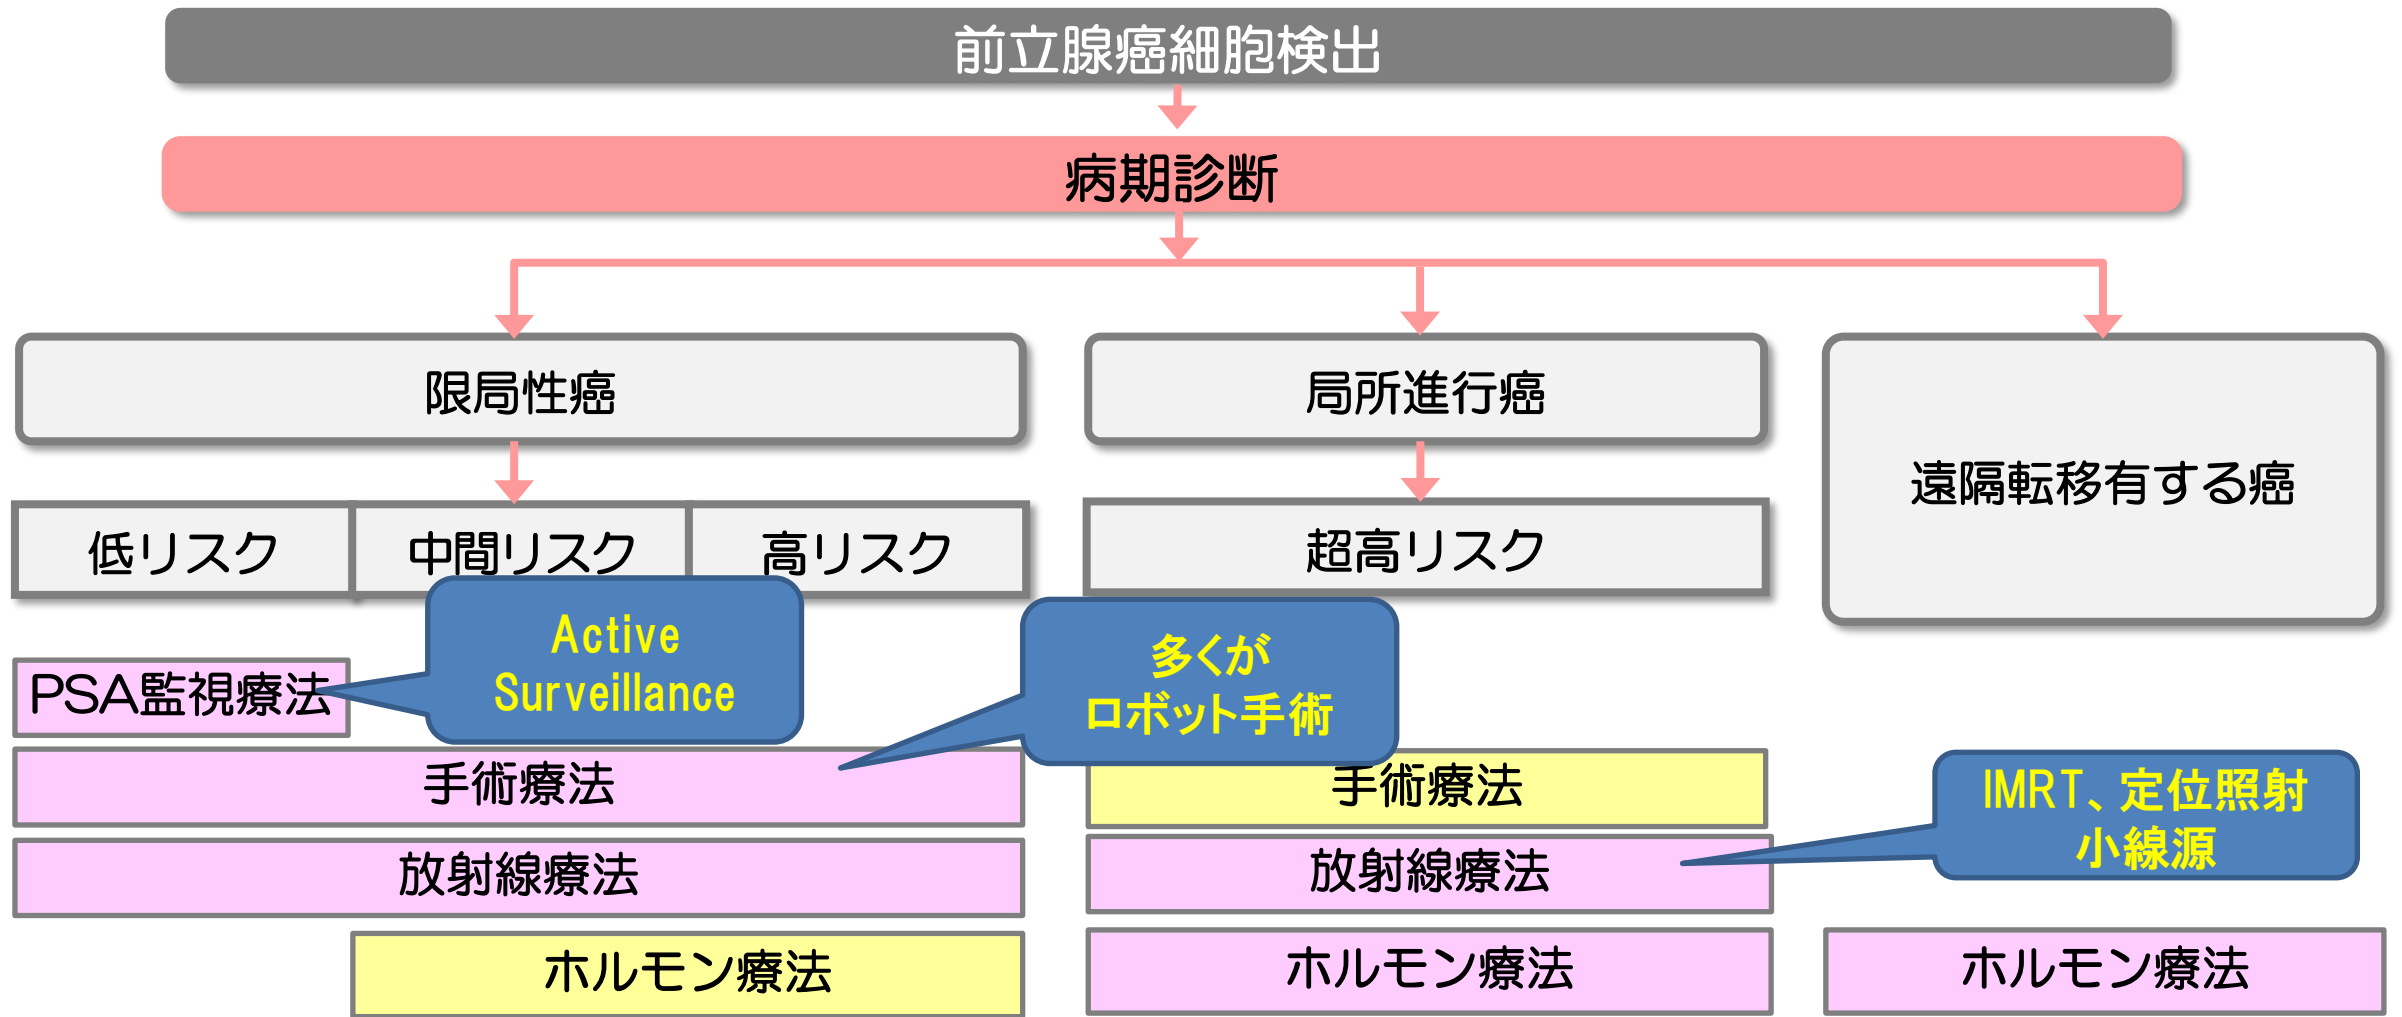 前立腺癌細胞検出
病期診断
限局性癌
局所進行癌
遠隔転移有する癌
低リスク
中間リスク
高リスク
超高リスク
Active
Surveillance
多くが
ロボット手術
PSA監視療法
手術療法
手術療法
IMRT、定位照射
小線源
放射線療法
放射線療法
ホルモン療法
ホルモン療法
ホルモン療法